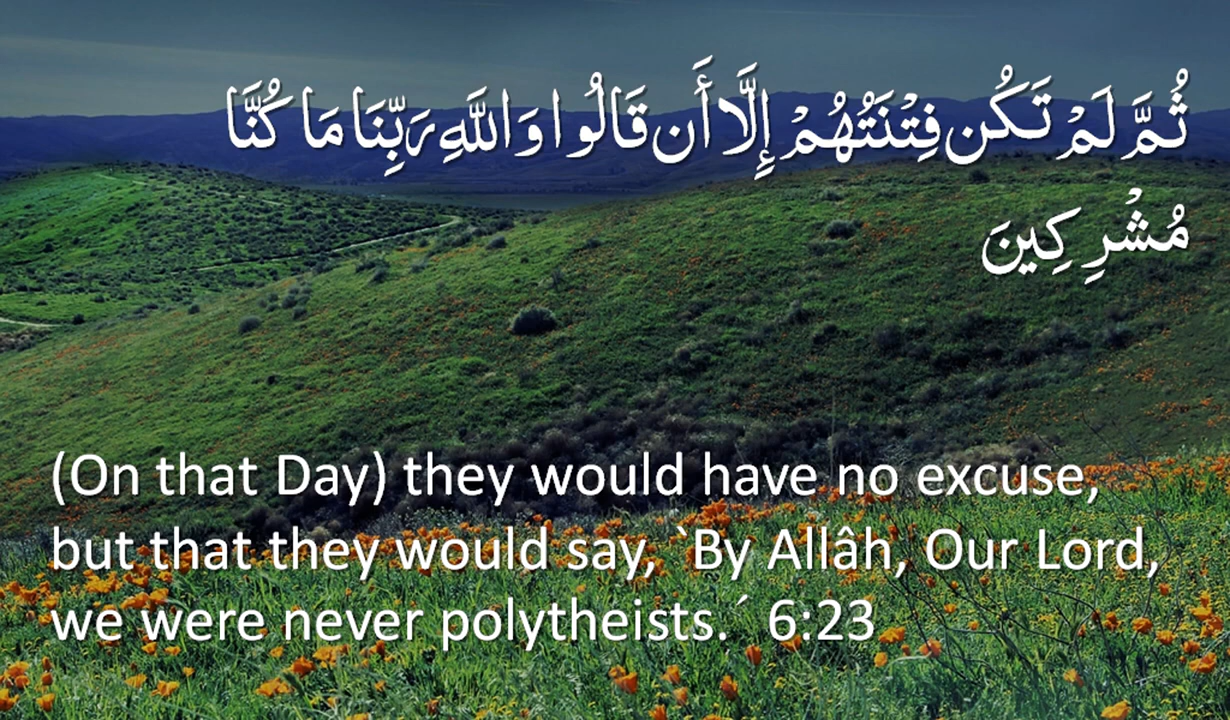 ثُمَّ لَمْ تَكُن فِتْنَتُهُمْ إِلَّا أَن قَالُوا وَاللَّهِ رَبِّنَا مَا كُنَّا
مُشْرِكِينَ
(On that Day) they would have no excuse,
but that they would say, `By Allâh, Our Lord,
we were never polytheists.´ 6:23